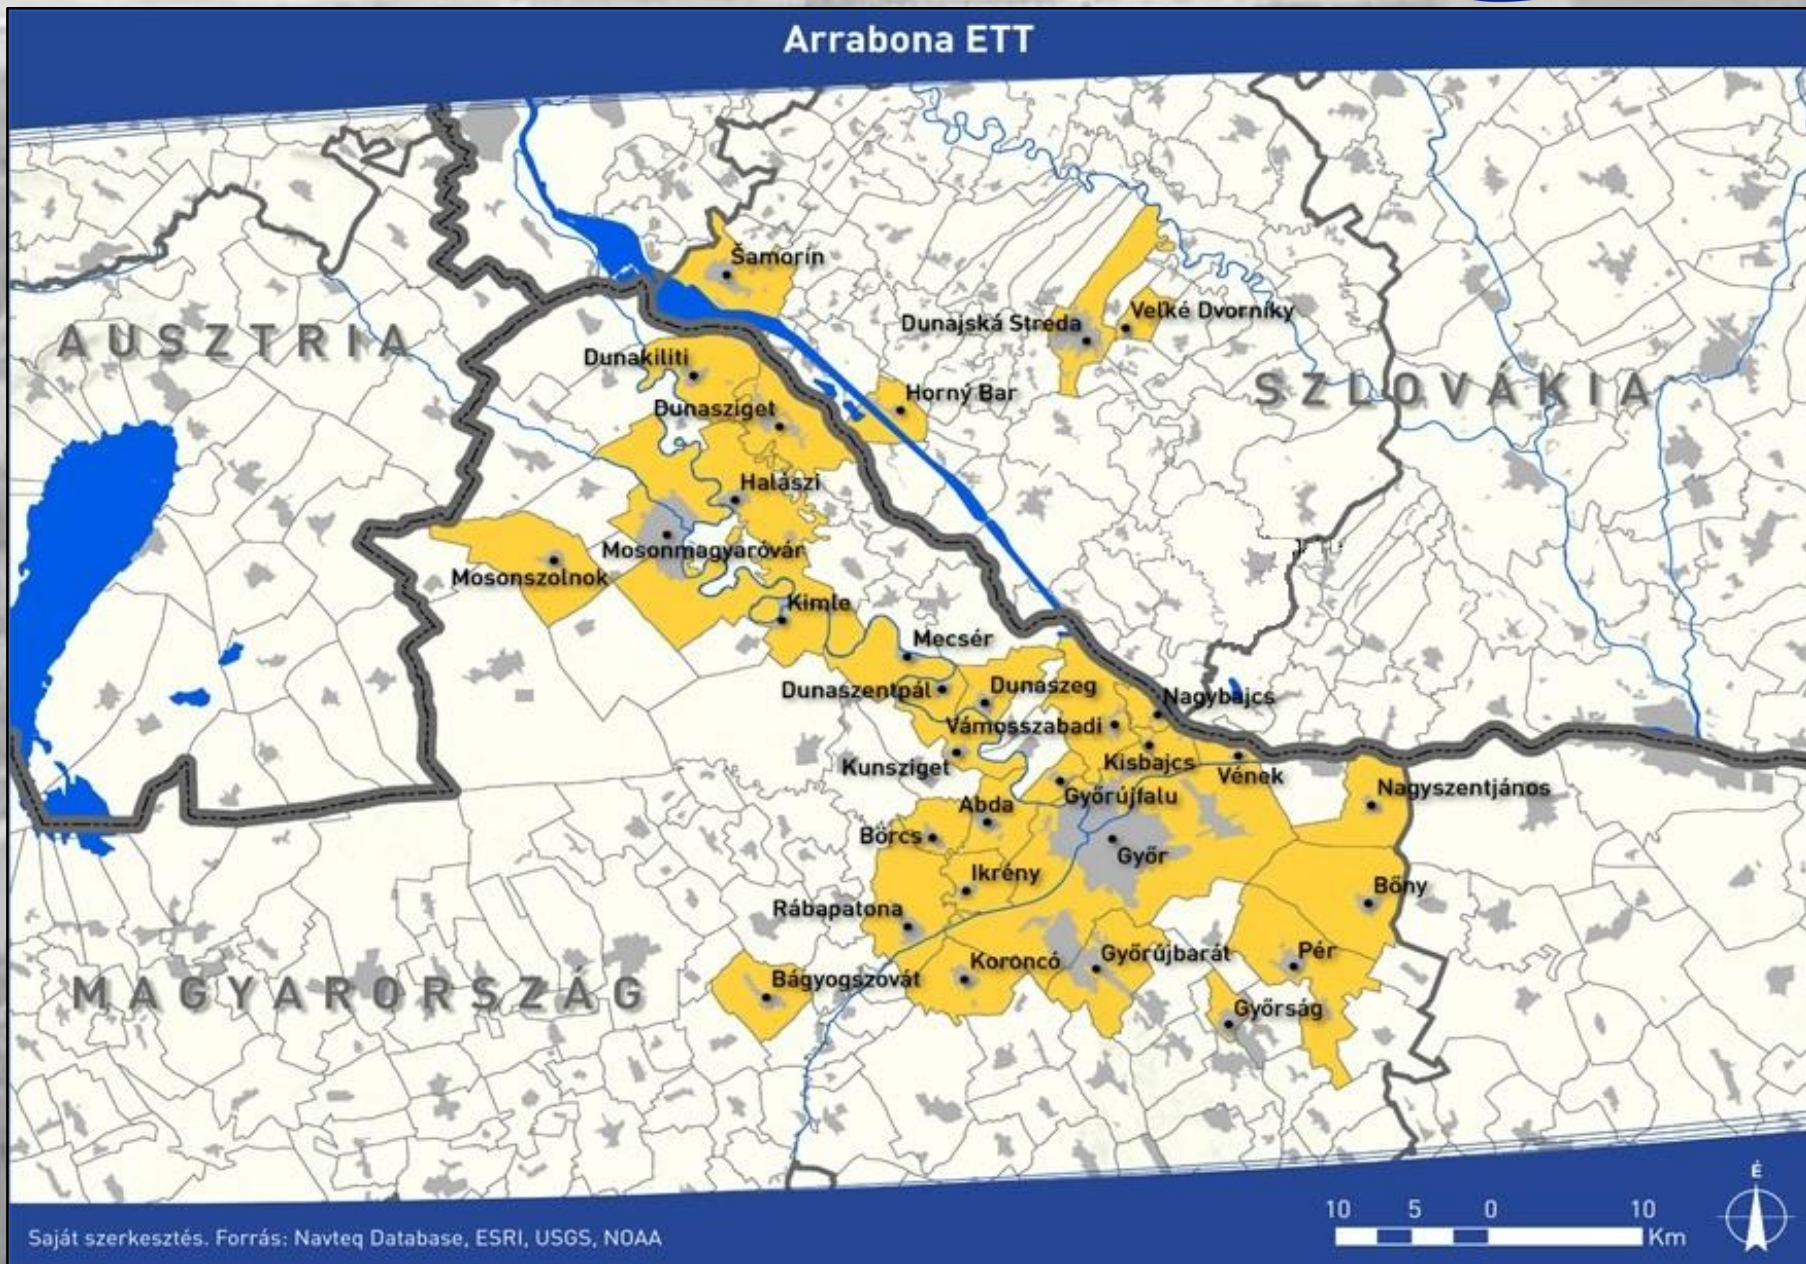 Arrabona ETT
Šamorín
AUSZTRIA
Dunajská Streda
Veľké Dvorníky
Dunakiliti
SZLOVÁKIA
Horný Bar
Dunasziget
Halászi
Mosonmagyaróvár
Mosonszolnok
Kimle
Mecsér
Dunaszentpál
Dunaszeg
Nagybajcs
Vámosszabadi
Kunsziget
Kisbajcs
Vének
Győrújfalu
Nagyszentjános
Abda
Börcs
Győr
Ikrény
Bőny
Rábapatona
Koroncó
Győrújbarát
Pér
Bágyogszovát
MAGYARORSZÁG
Győrság
É
10 5 0 10
Km
Saját szerkesztés. Forrás: Navteq Database, ESRI, USGS, NOAA